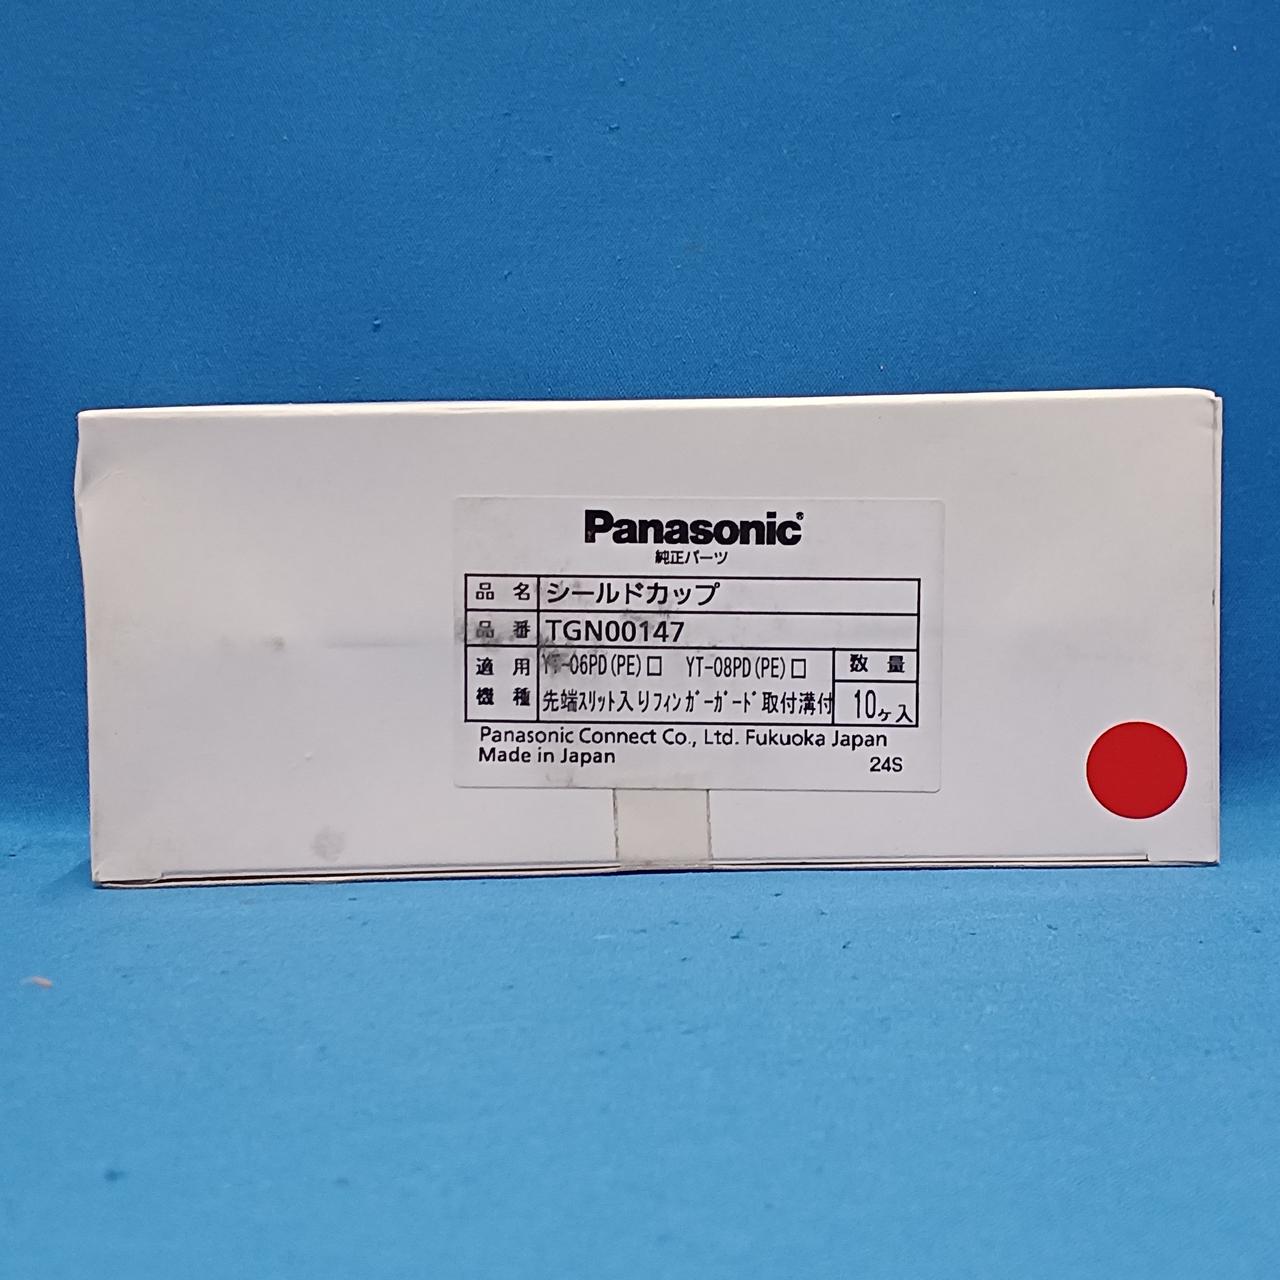 Panasonic®
純正パーツ
品名 シールドカップ
品番 TGN00147
適用機種 YT-06PD(PE)□ YT-08PD(PE)□
先端スリット入りフィンガーガード取付溝付
数量
10ヶ入
Panasonic Connect Co., Ltd. Fukuoka Japan
Made in Japan
24S